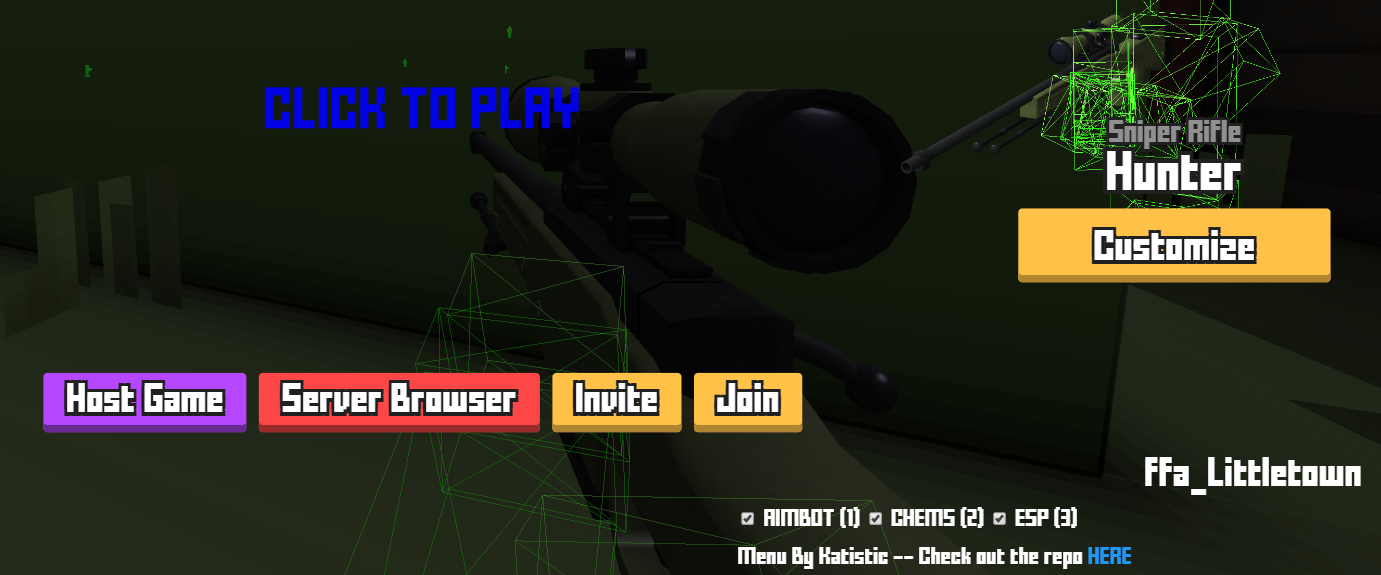 CLICK TO PLAY
Sniper Rifle
Hunter
Customize
Host Game Server Browser Invite Join
ffa_Littletown
AIMBOT (1) CHEMS (2) ESP (3)
Menu By Katistic -- Check out the repo HERE